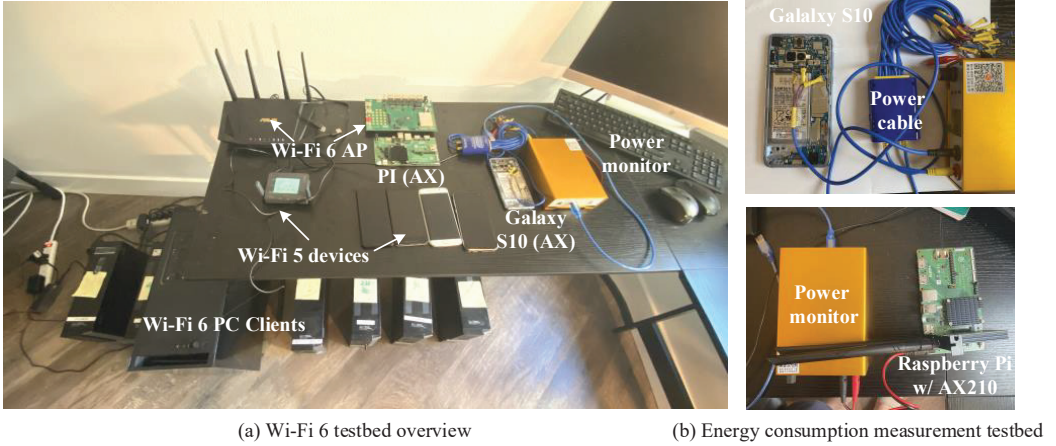 Wi-Fi 6 AP
PI (AX)
Power
monitor
Galaxy
S10 (AX)
Wi-Fi 5 devices
Wi-Fi 6 PC Clients
(a) Wi-Fi 6 testbed overview
Galalxy S10
Power
cable
Power
monitor
Raspberry Pi
w/ AX210
(b) Energy consumption measurement testbed